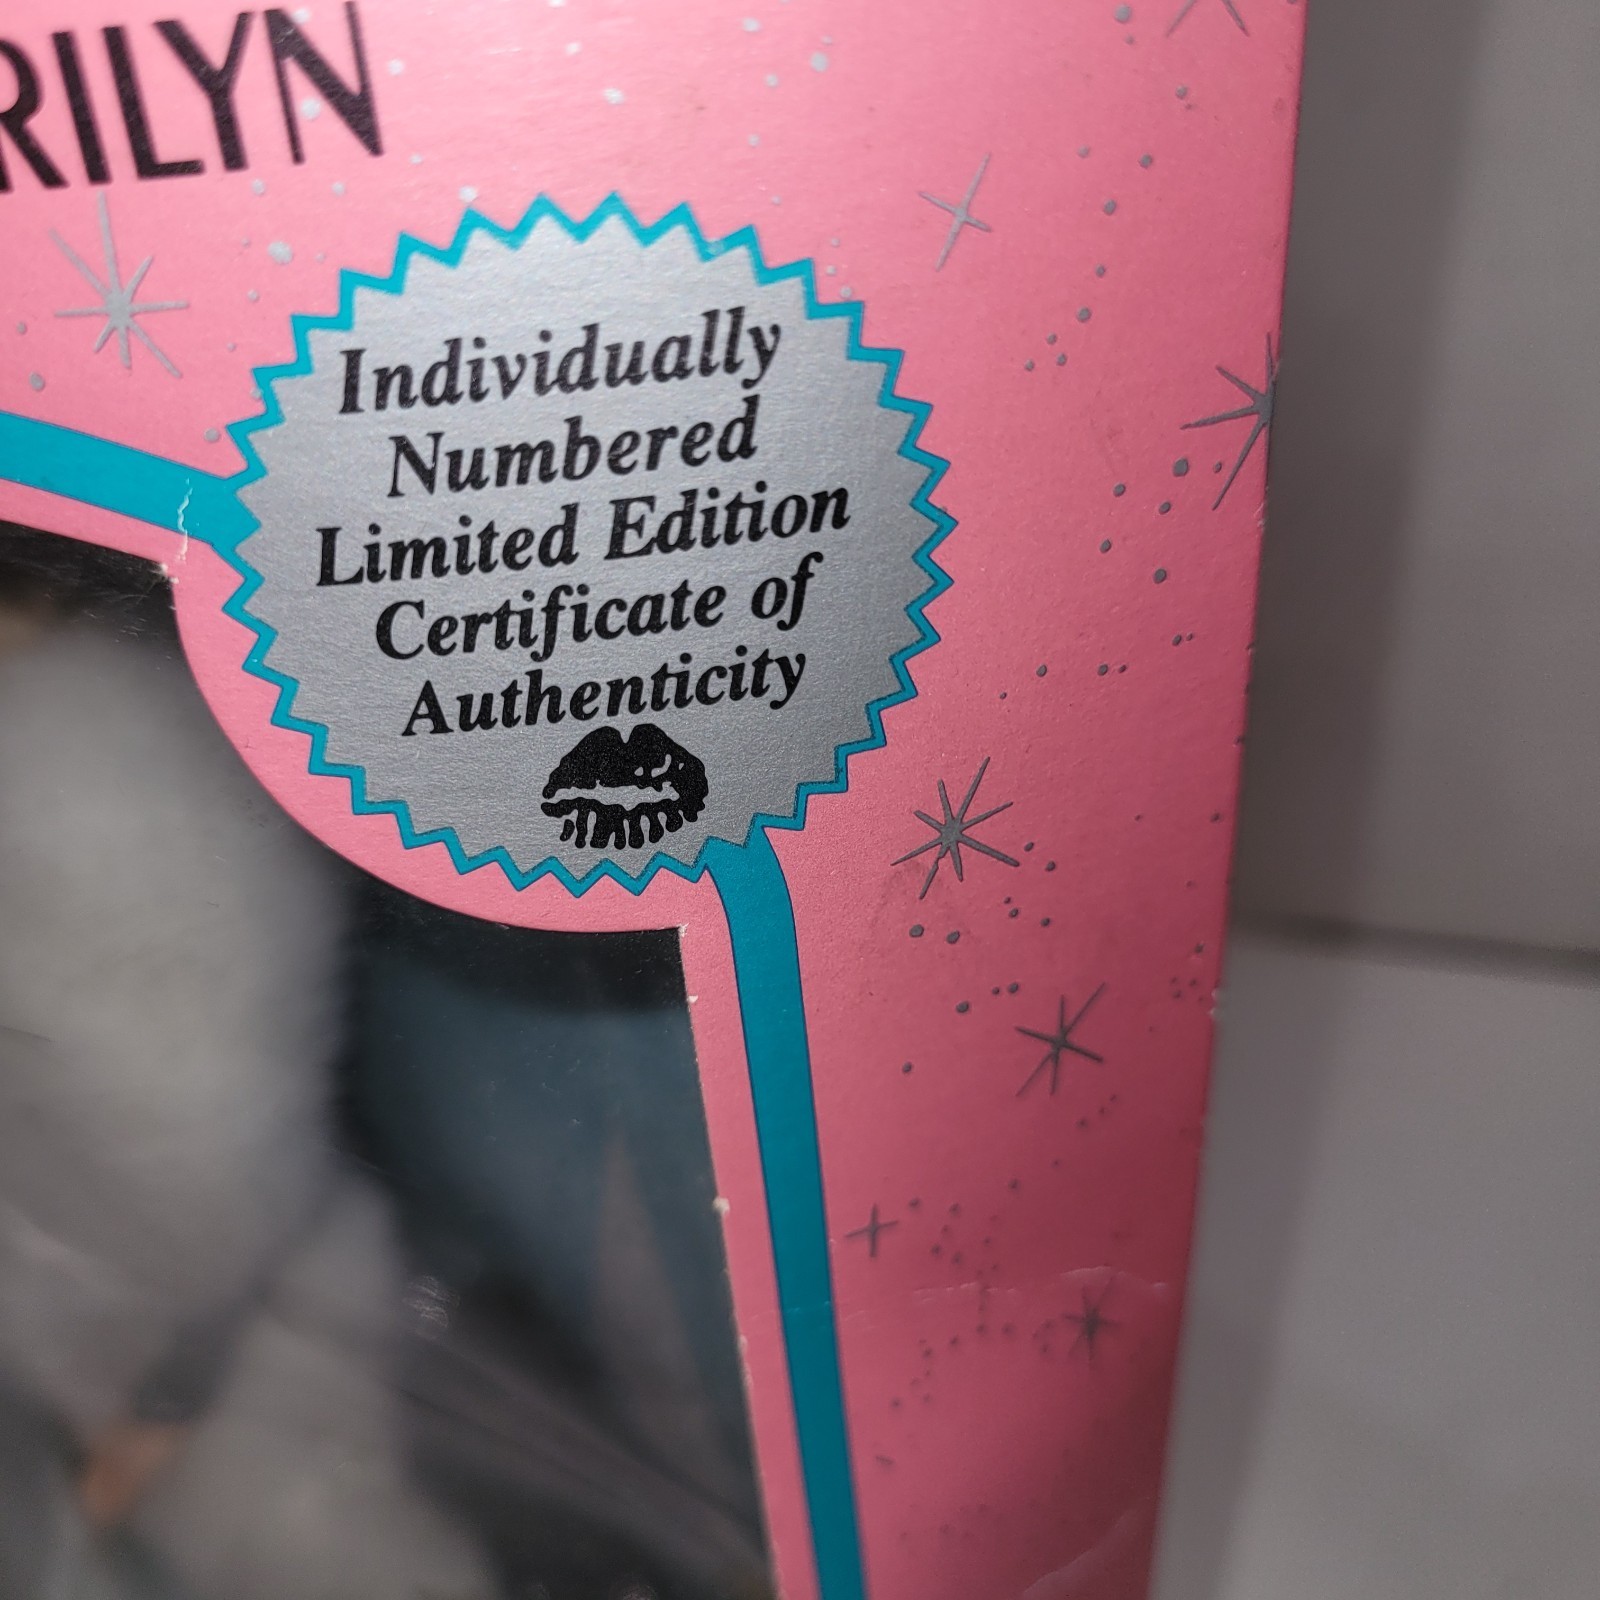 RILYN
Individually
Numbered
Limited Edition
Certificate of
Authenticity